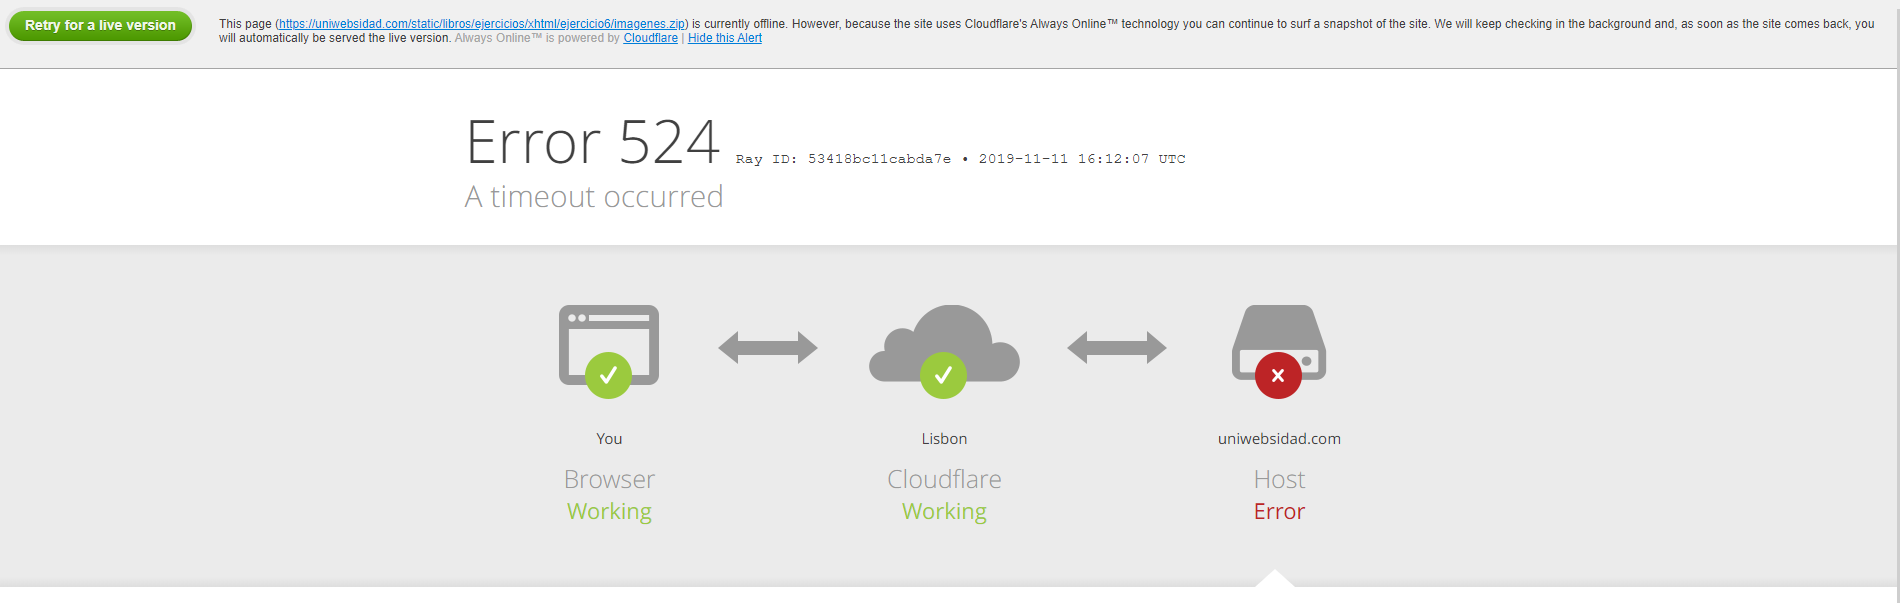 Retry for a live version
This page (https://uniwebsidad.com/static/libros/ejercicios/xhtml/ejercicio6/imagenes.zip) is currently offline. However, because the site uses Cloudflare's Always Online™ technology you can continue to surf a snapshot of the site. We will keep checking in the background and, as soon as the site comes back, you
will automatically be served the live version. Always Online™ is powered by Cloudflare | Hide this Alert
Error 524 Ray ID: 53418bc11cabda7e • 2019-11-11 16:12:07 UTC
A timeout occurred
You
Browser
Working
Lisbon
Cloudflare
Working
uniwebsidad.com
Host
Error